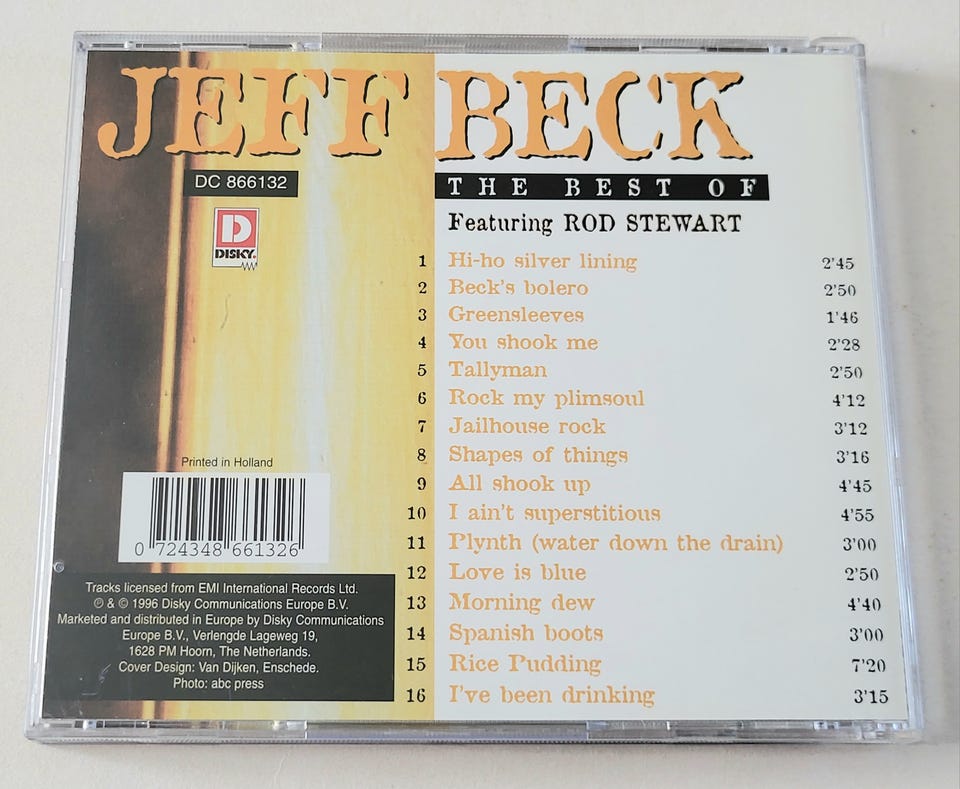 JEFF BECK
DC 866132
THE BEST OF
DISKY®
Featuring ROD STEWART
1 Hi-ho silver lining 2'45
2 Beck's bolero 2'50
3 Greensleeves 1'46
4 You shook me 2'28
5 Tallyman 2'50
6 Rock my plimsoul 4'12
7 Jailhouse rock 3'12
8 Shapes of things 3'16
9 All shook up 4'45
10 I ain't superstitious 4'55
11 Plynth (water down the drain) 3'00
12 Love is blue 2'50
13 Morning dew 4'40
14 Spanish boots 3'00
15 Rice Pudding 7'20
16 I've been drinking 3'15
Printed in Holland
0 724348 661326
Tracks licensed from EMI International Records Ltd.
℗ & © 1996 Disky Communications Europe B.V.
Marketed and distributed in Europe by Disky Communications
Europe B.V., Verlengde Lageweg 19,
1628 PM Hoorn, The Netherlands.
Cover Design: Van Dijken, Enschede.
Photo: abc press